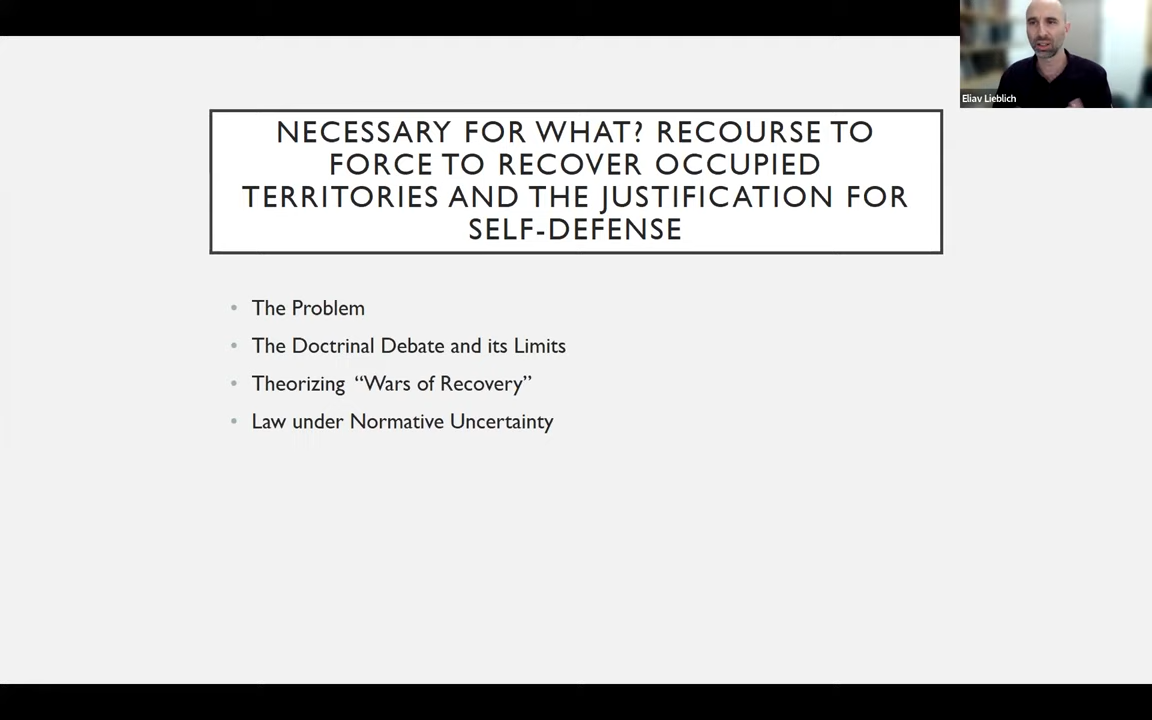 Eliav Lieblich
NECESSARY FOR WHAT? RECOURSE TO
FORCE TO RECOVER OCCUPIED
TERRITORIES AND THE JUSTIFICATION FOR
SELF-DEFENSE
• The Problem
• The Doctrinal Debate and its Limits
• Theorizing “Wars of Recovery”
• Law under Normative Uncertainty